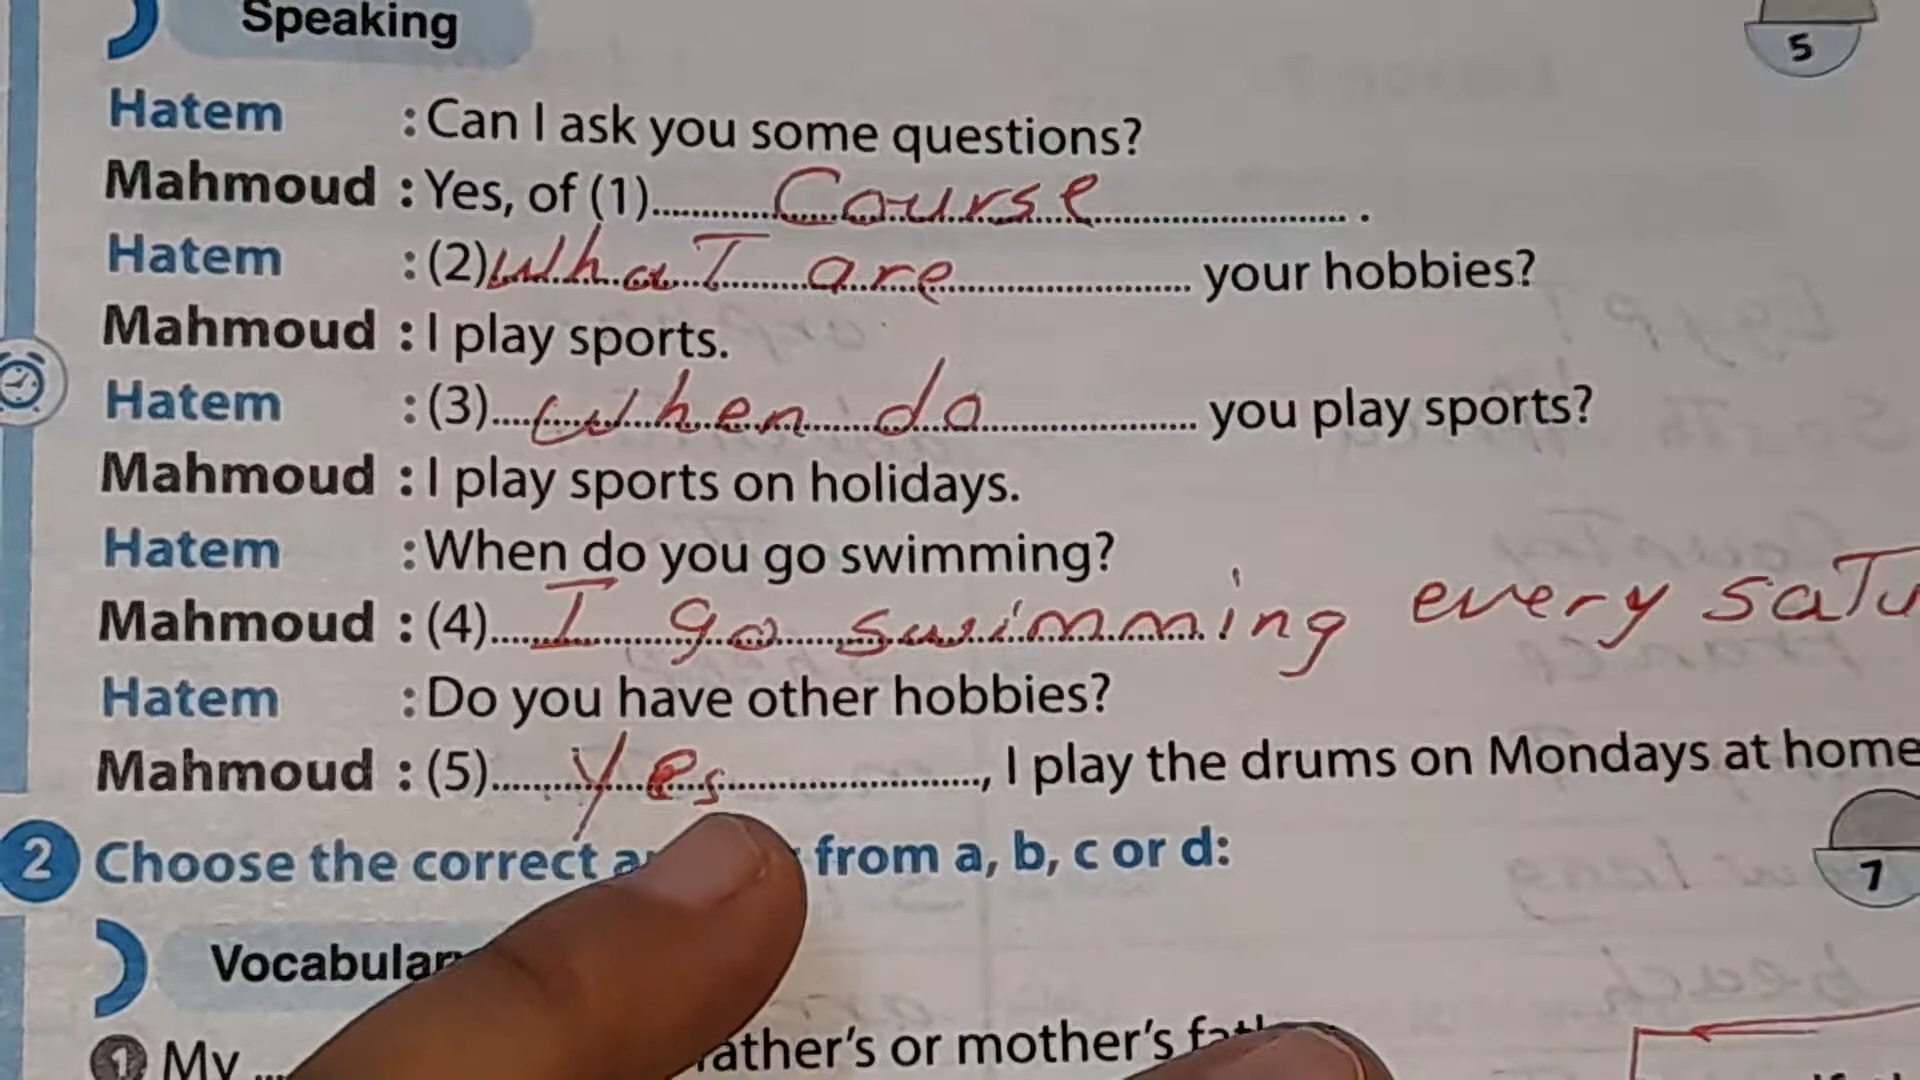 Speaking
5
Hatem : Can I ask you some questions?
Mahmoud : Yes, of (1)..... Course ..... .
Hatem : (2) What are ..... your hobbies?
Mahmoud : I play sports.
Hatem : (3).... When do ..... you play sports?
Mahmoud : I play sports on holidays.
Hatem : When do you go swimming?
Mahmoud : (4).... I go swimming every satu
Hatem : Do you have other hobbies?
Mahmoud : (5)..... Yes ....., I play the drums on Mondays at home
7
2 Choose the correct from a, b, c or d:
Vocabular
1 My ... father's or mother's